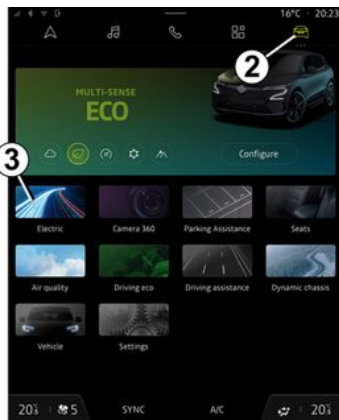 16°C · 20:23
2
MULTI-SENSE
ECO
Configure
3
Electric
Camera 360
Parking Assistance
Seats
Air quality
Driving eco
Driving assistance
Dynamic chassis
Vehicle
Settings
20.5 5 SYNC A/C 20.5